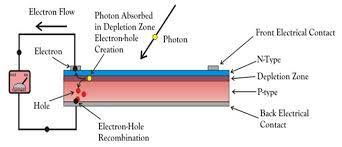 Electron Flow
Photon Absorbed
in Depletion Zone
Electron-hole
Creation
Photon
Front Electrical Contact
Electron
N-Type
Depletion Zone
P-type
Hole
Back Electrical
Contact
Electron-Hole
Recombination